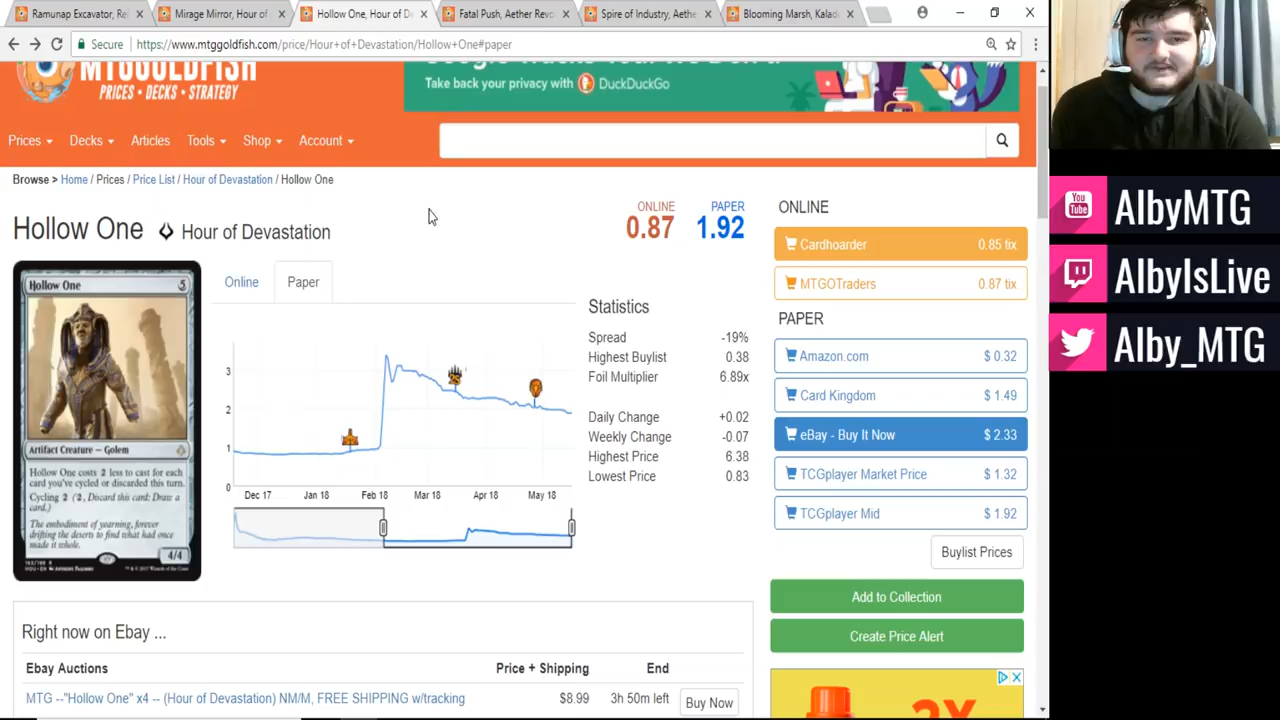 Ramunap Excavator, Rel
Mirage Mirror, Hour of
Hollow One, Hour of De
Fatal Push, Aether Revo
Spire of Industry, Aethe
Blooming Marsh, Kalade
Secure
https://www.mtggoldfish.com/price/Hour+of+Devastation/Hollow+One#paper
MTGGOLDFISH
PRICES • DECKS • STRATEGY
Take back your privacy with DuckDuckGo
Prices Decks Articles Tools Shop Account
Browse > Home / Prices / Price List / Hour of Devastation / Hollow One
Hollow One Hour of Devastation
ONLINE 0.87
PAPER 1.92
Hollow One 5
Artifact Creature — Golem
Hollow One costs 2 less to cast for each
card you've cycled or discarded this turn.
Cycling 2 (2, Discard this card: Draw a
card.)
The embodiment of yearning, forever
drifting the deserts to find what had once
made it whole.
4/4
Online Paper
3
2
1
0
Dec 17 Jan 18 Feb 18 Mar 18 Apr 18 May 18
Statistics
Spread -19%
Highest Buylist 0.38
Foil Multiplier 6.89x
Daily Change +0.02
Weekly Change -0.07
Highest Price 6.38
Lowest Price 0.83
ONLINE
Cardhoarder 0.85 tix
MTGOTraders 0.87 tix
PAPER
Amazon.com $ 0.32
Card Kingdom $ 1.49
eBay - Buy It Now $ 2.33
TCGplayer Market Price $ 1.32
TCGplayer Mid $ 1.92
Buylist Prices
Add to Collection
Create Price Alert
Right now on Ebay ...
Ebay Auctions Price + Shipping End
MTG --"Hollow One" x4 -- (Hour of Devastation) NM/M, FREE SHIPPING w/tracking $8.99 3h 50m left Buy Now
You
Tube
AlbyMTG
AlbyIsLive
Alby_MTG